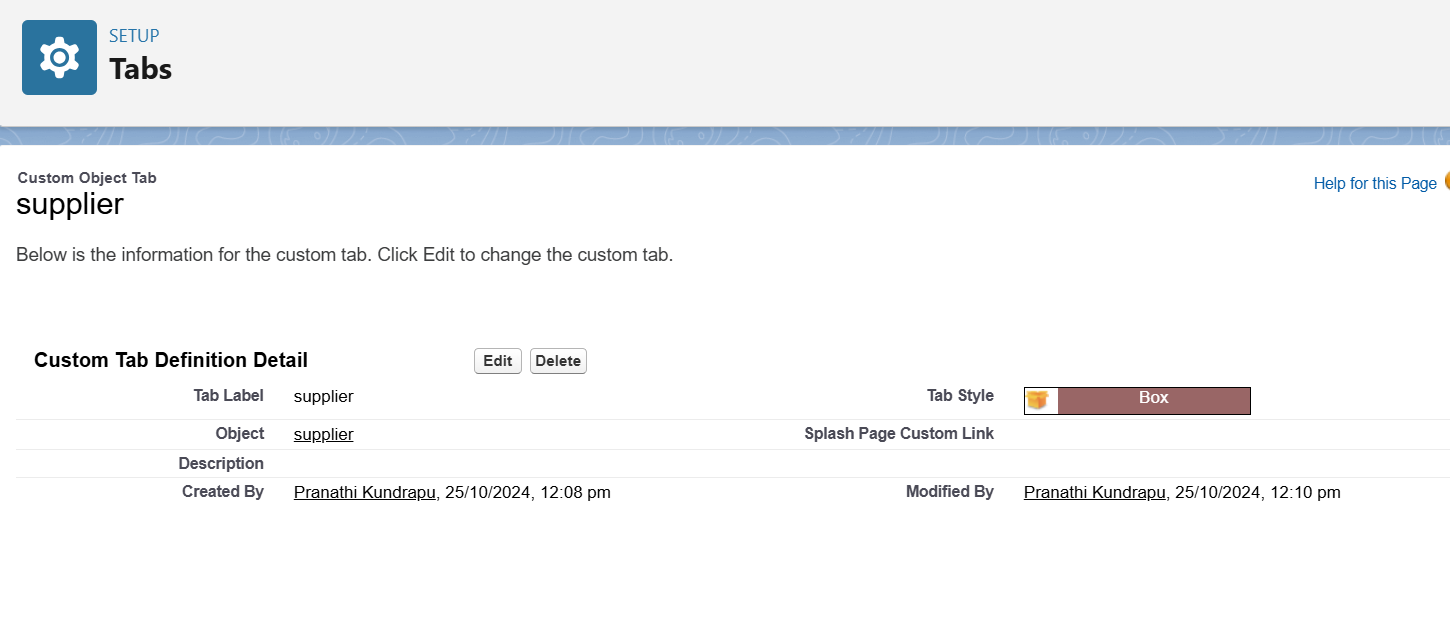 SETUP
Tabs
Custom Object Tab
Help for this Page
supplier
Below is the information for the custom tab. Click Edit to change the custom tab.
Custom Tab Definition Detail Edit Delete
Tab Label supplier Tab Style Box
Object supplier Splash Page Custom Link
Description
Created By Pranathi Kundrapu, 25/10/2024, 12:08 pm Modified By Pranathi Kundrapu, 25/10/2024, 12:10 pm